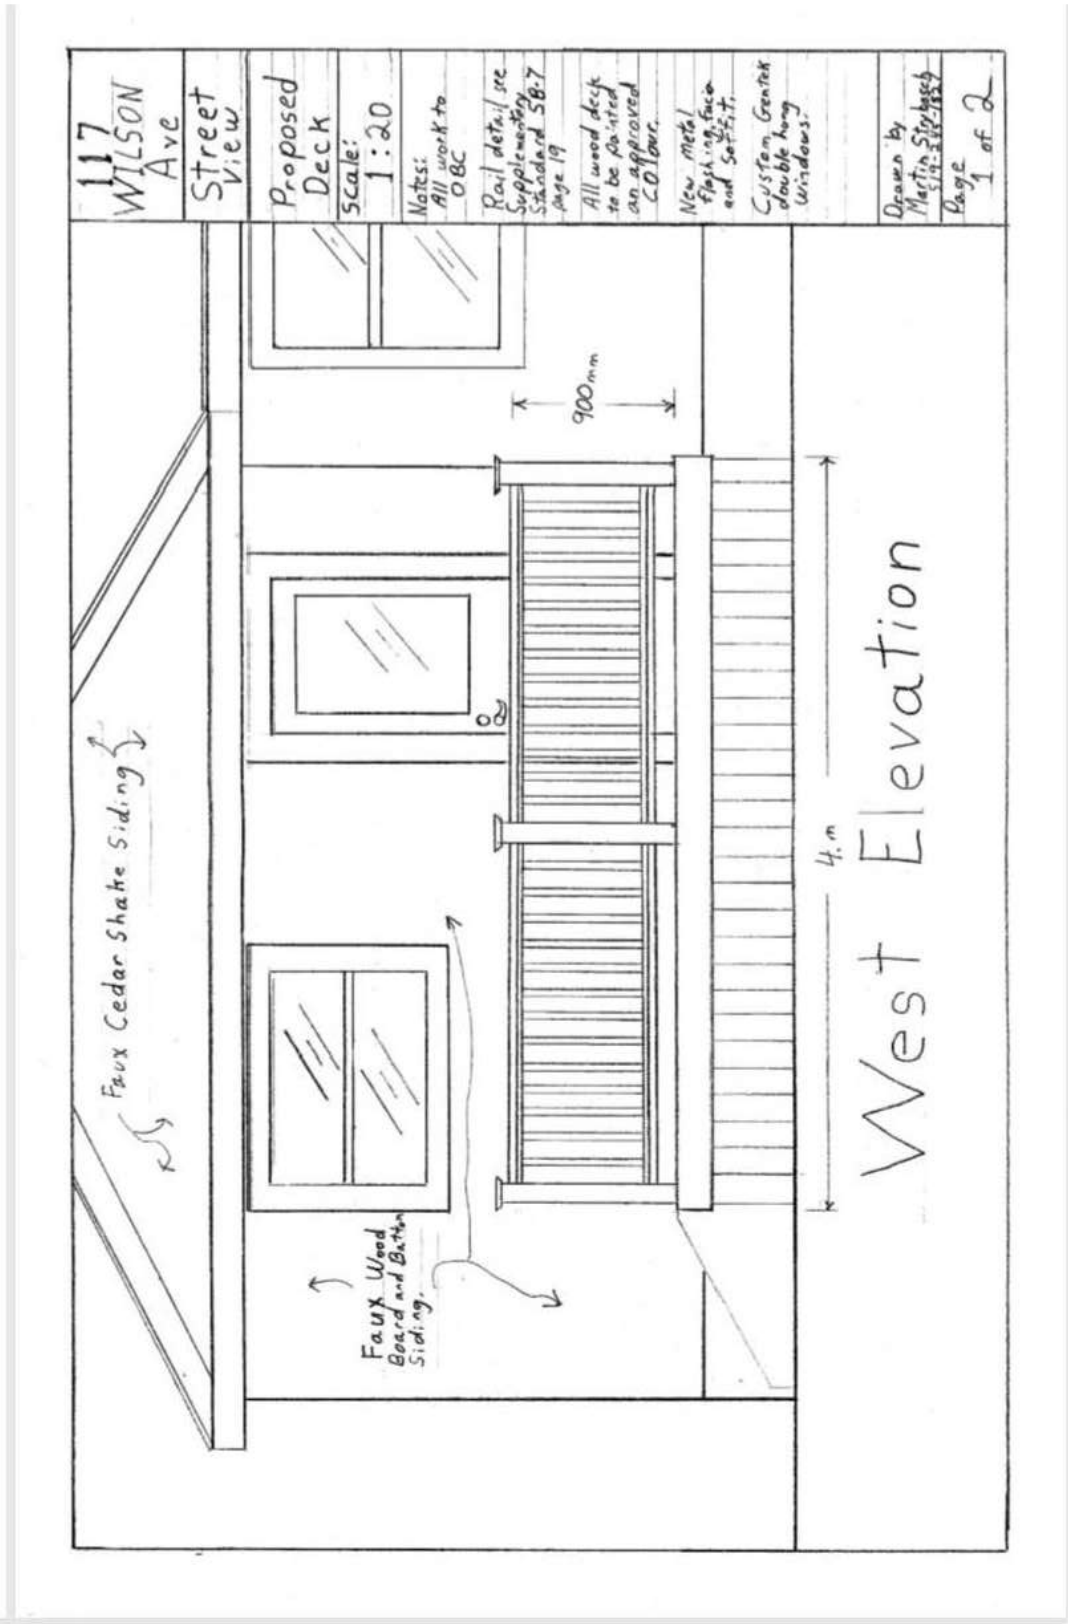 117
WILSON
Ave
Street
View
Proposed
Deck
Scale:
1:20
Notes:
All work to
OBC
Rail detail see
Supplementary
Standard SB-7
page 19
All wood deck
to be painted
an approved
colour.
New metal
flashing, facia
and soffit.
Custom Gentek
double hung
windows.
Drawn by
Martin
Page
1 of 2
Faux Cedar Shake Siding
Faux Wood
Board and Batton
Siding.
900mm
4.m
West Elevation